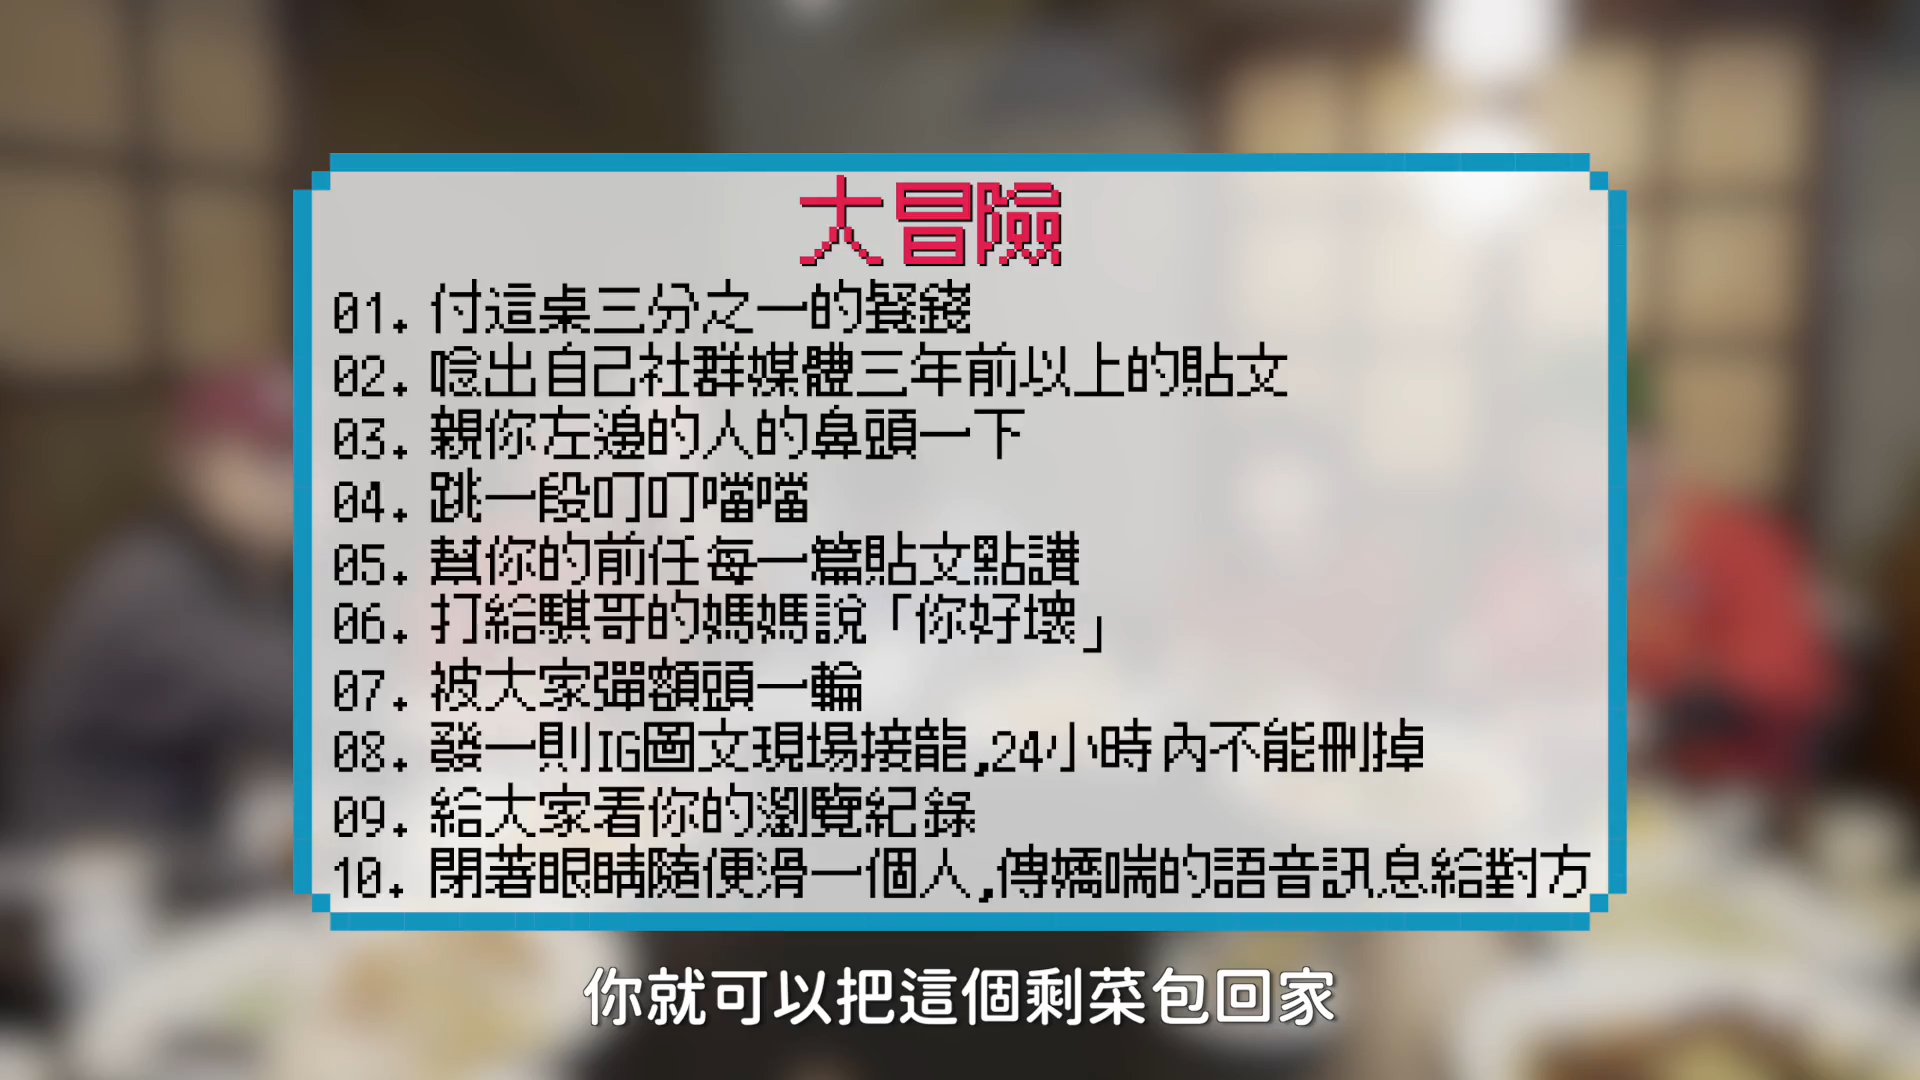 大冒險
01. 付這桌三分之一的餐錢
02. 唸出自己社群媒體三年前以上的貼文
03. 親你左邊的人的鼻頭一下
04. 跳一段叮叮噹噹
05. 幫你的前任每一篇貼文點讚
06. 打給騏哥的媽媽說「你好壞」
07. 被大家彈額頭一輪
08. 發一則IG圖文現場接龍,24小時內不能刪掉
09. 給大家看你的瀏覽紀錄
10. 閉著眼睛隨便滑一個人,傳嬌喘的語音訊息給對方
你就可以把這個剩菜包回家